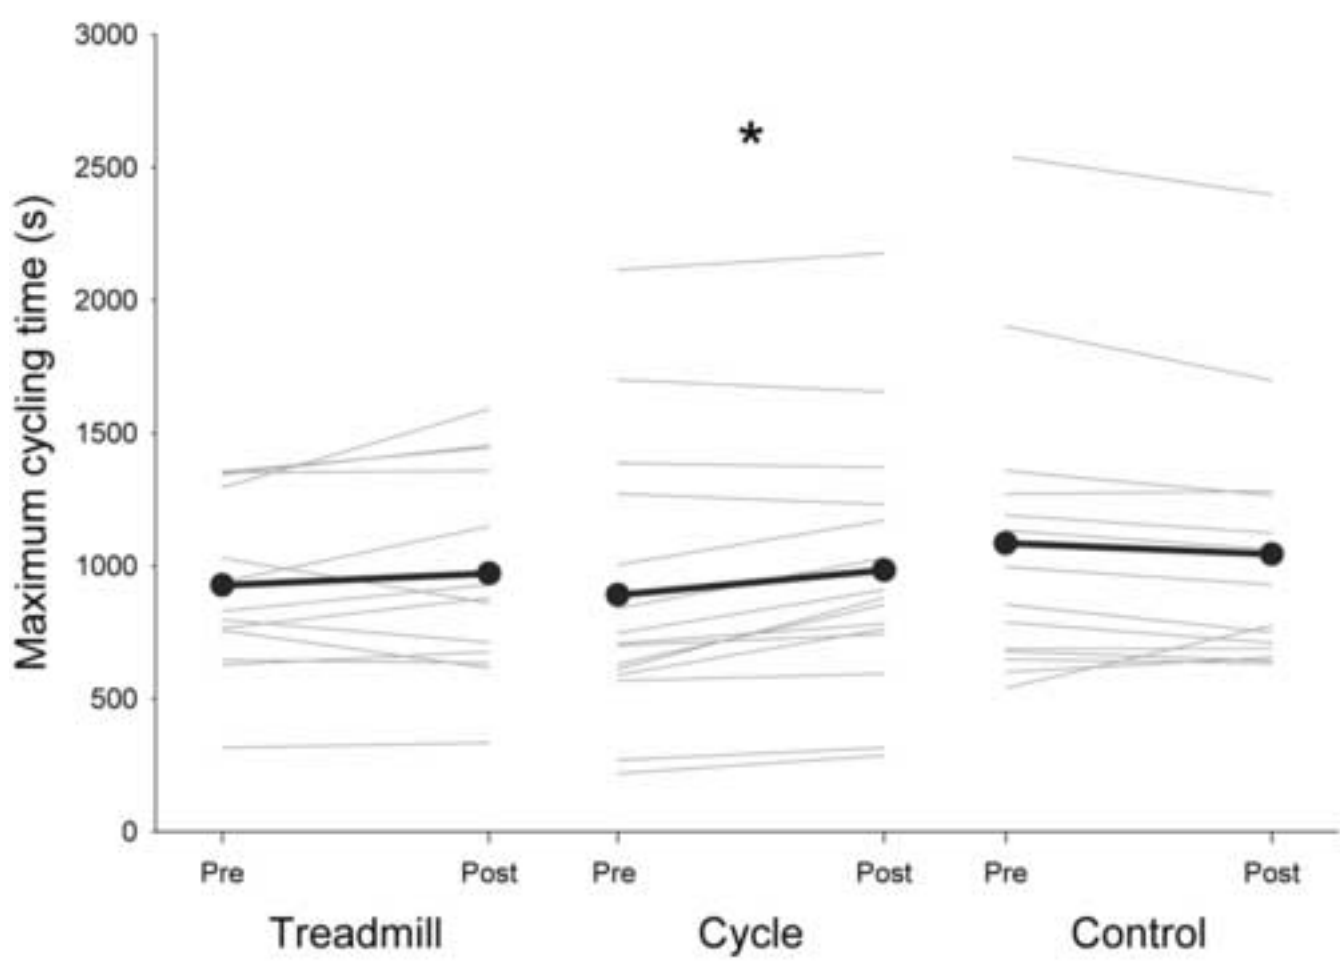 Maximum cycling time (s)
3000
2500
2000
1500
1000
500
0
*
Pre Post Pre Post Pre Post
Treadmill Cycle Control